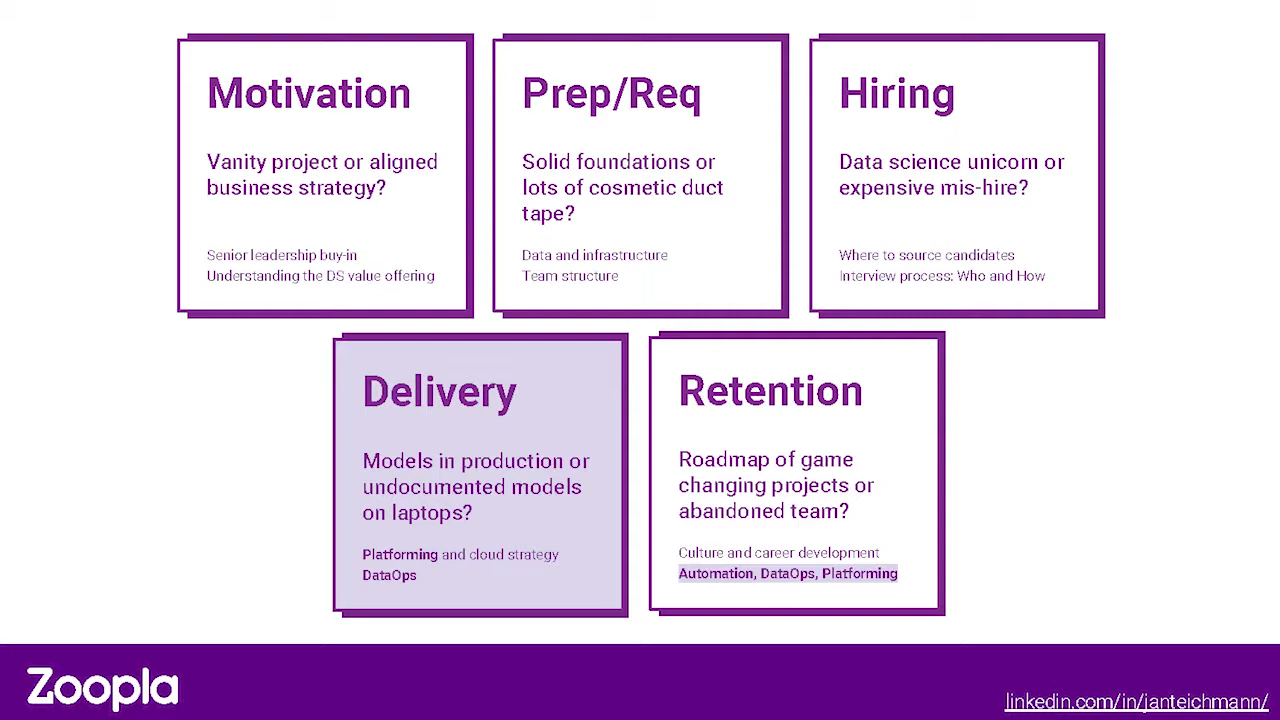 Motivation
Vanity project or aligned
business strategy?
Senior leadership buy-in
Understanding the DS value offering
Prep/Req
Solid foundations or
lots of cosmetic duct
tape?
Data and infrastructure
Team structure
Hiring
Data science unicorn or
expensive mis-hire?
Where to source candidates
Interview process: Who and How
Delivery
Models in production or
undocumented models
on laptops?
Platforming and cloud strategy
DataOps
Retention
Roadmap of game
changing projects or
abandoned team?
Culture and career development
Automation, DataOps, Platforming
Zoopla
linkedin.com/in/janteichmann/